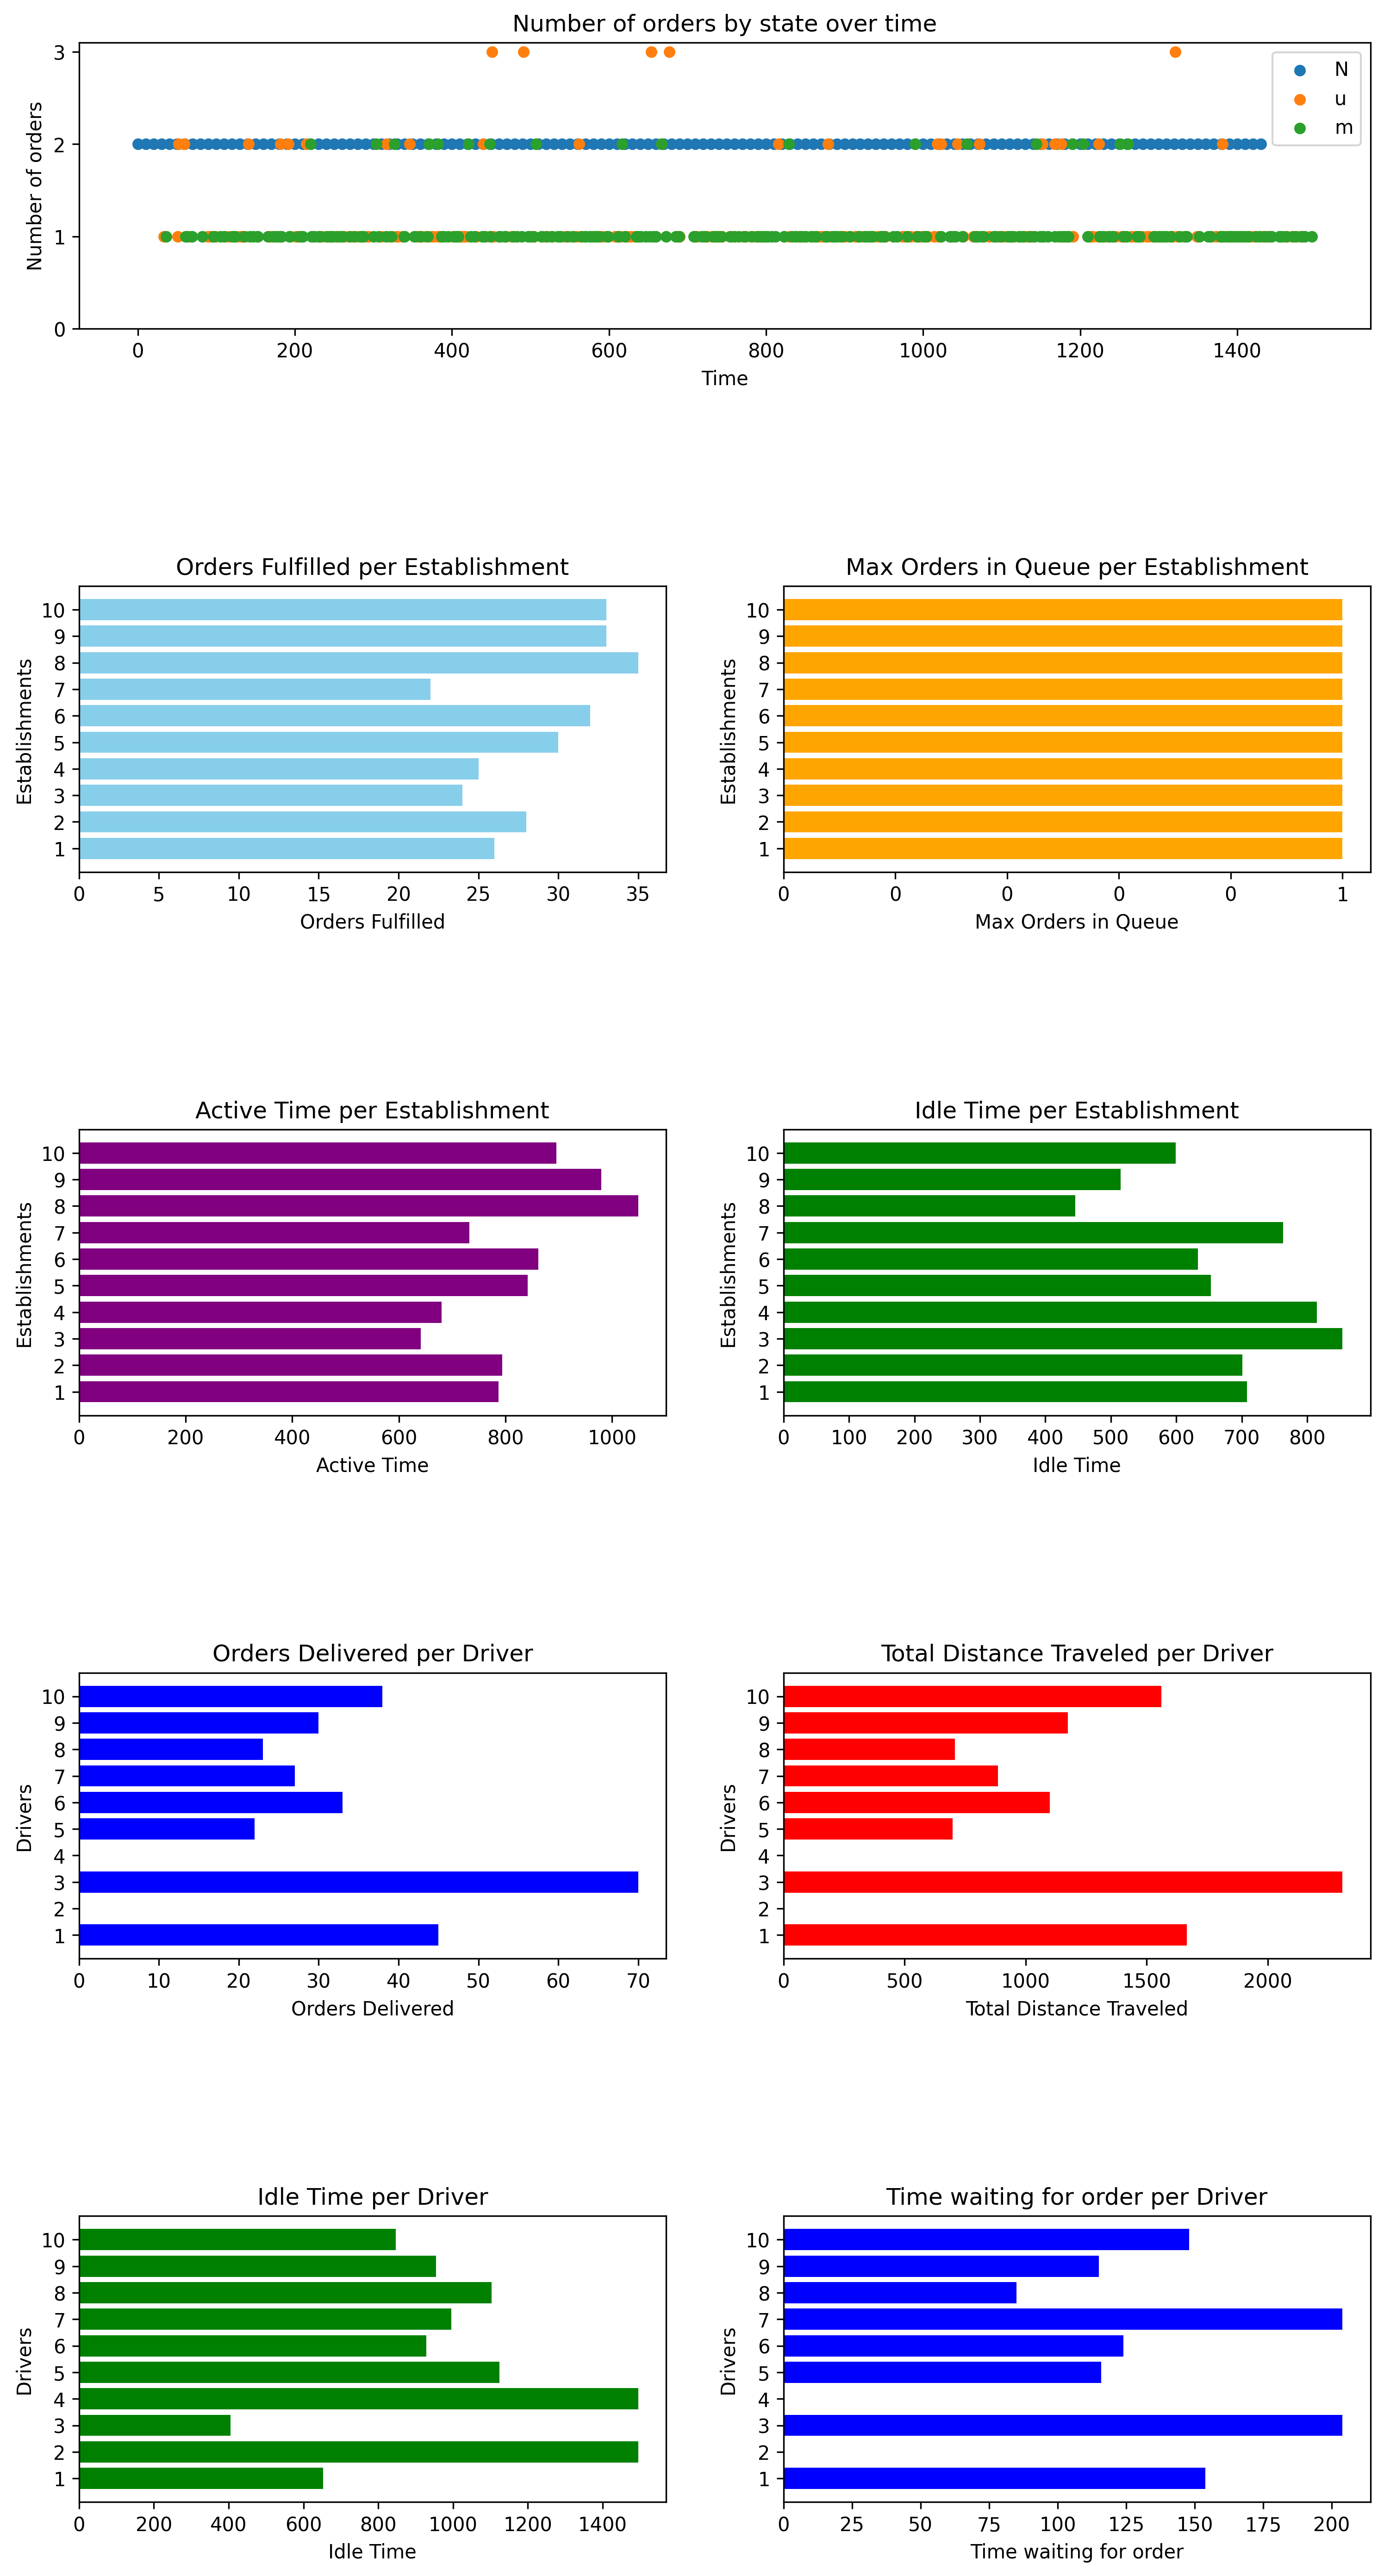 Number of orders by state over time
Number of orders
3
2
1
0
N
u
m
0 200 400 600 800 1000 1200 1400
Time
Orders Fulfilled per Establishment
Establishments
10
9
8
7
6
5
4
3
2
1
0 5 10 15 20 25 30 35
Orders Fulfilled
Max Orders in Queue per Establishment
Establishments
10
9
8
7
6
5
4
3
2
1
0 0 0 0 0 1
Max Orders in Queue
Active Time per Establishment
Establishments
10
9
8
7
6
5
4
3
2
1
0 200 400 600 800 1000
Active Time
Idle Time per Establishment
Establishments
10
9
8
7
6
5
4
3
2
1
0 100 200 300 400 500 600 700 800
Idle Time
Orders Delivered per Driver
Drivers
10
9
8
7
6
5
4
3
2
1
0 10 20 30 40 50 60 70
Orders Delivered
Total Distance Traveled per Driver
Drivers
10
9
8
7
6
5
4
3
2
1
0 500 1000 1500 2000
Total Distance Traveled
Idle Time per Driver
Drivers
10
9
8
7
6
5
4
3
2
1
0 200 400 600 800 1000 1200 1400
Idle Time
Time waiting for order per Driver
Drivers
10
9
8
7
6
5
4
3
2
1
0 25 50 75 100 125 150 175 200
Time waiting for order